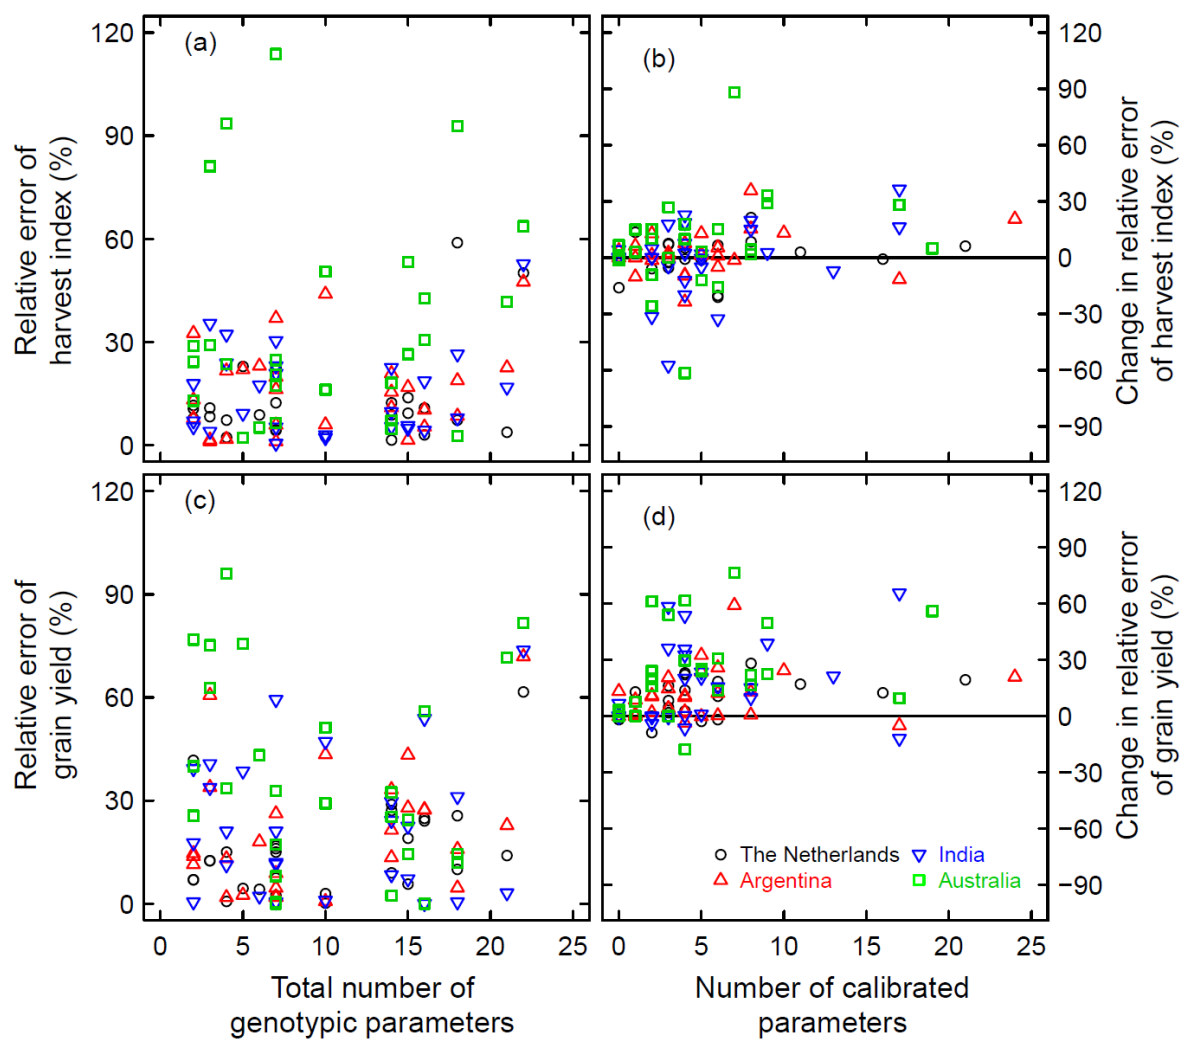 (a)
120
90
60
30
0
Relative error of
harvest index (%)
(b)
120
90
60
30
0
−30
−60
−90
Change in relative error
of harvest index (%)
(c)
120
90
60
30
0
Relative error of
grain yield (%)
0 5 10 15 20 25
Total number of
genotypic parameters
(d)
120
90
60
30
0
−30
−60
−90
Change in relative error
of grain yield (%)
The Netherlands India
Argentina Australia
0 5 10 15 20 25
Number of calibrated
parameters